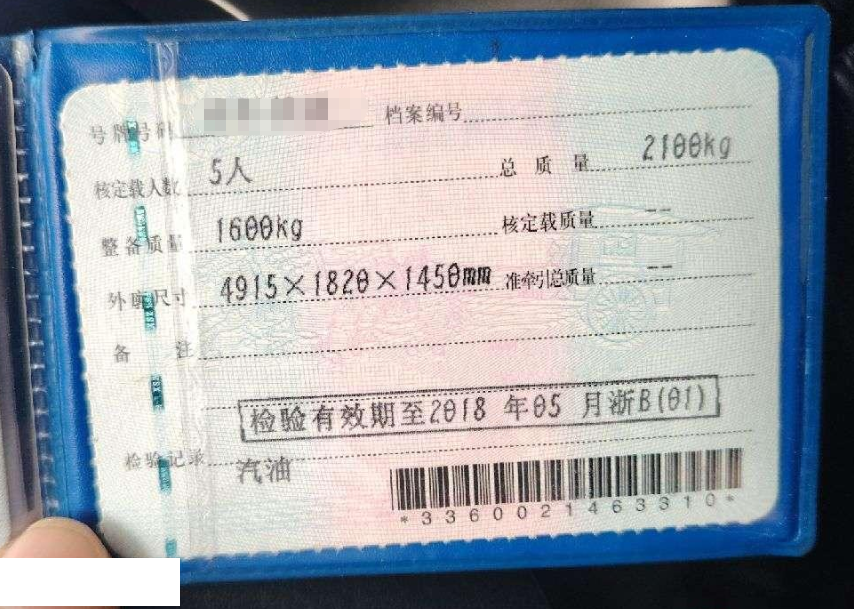 号牌号码 档案编号
核定载人数 5人 总质量 2100kg
整备质量 1600kg 核定载质量 --
外廓尺寸 4915×1820×1450mm 准牵引总质量 --
备注
检验有效期至2018年05月浙B(01)
检验记录 汽油
*3360021463310*